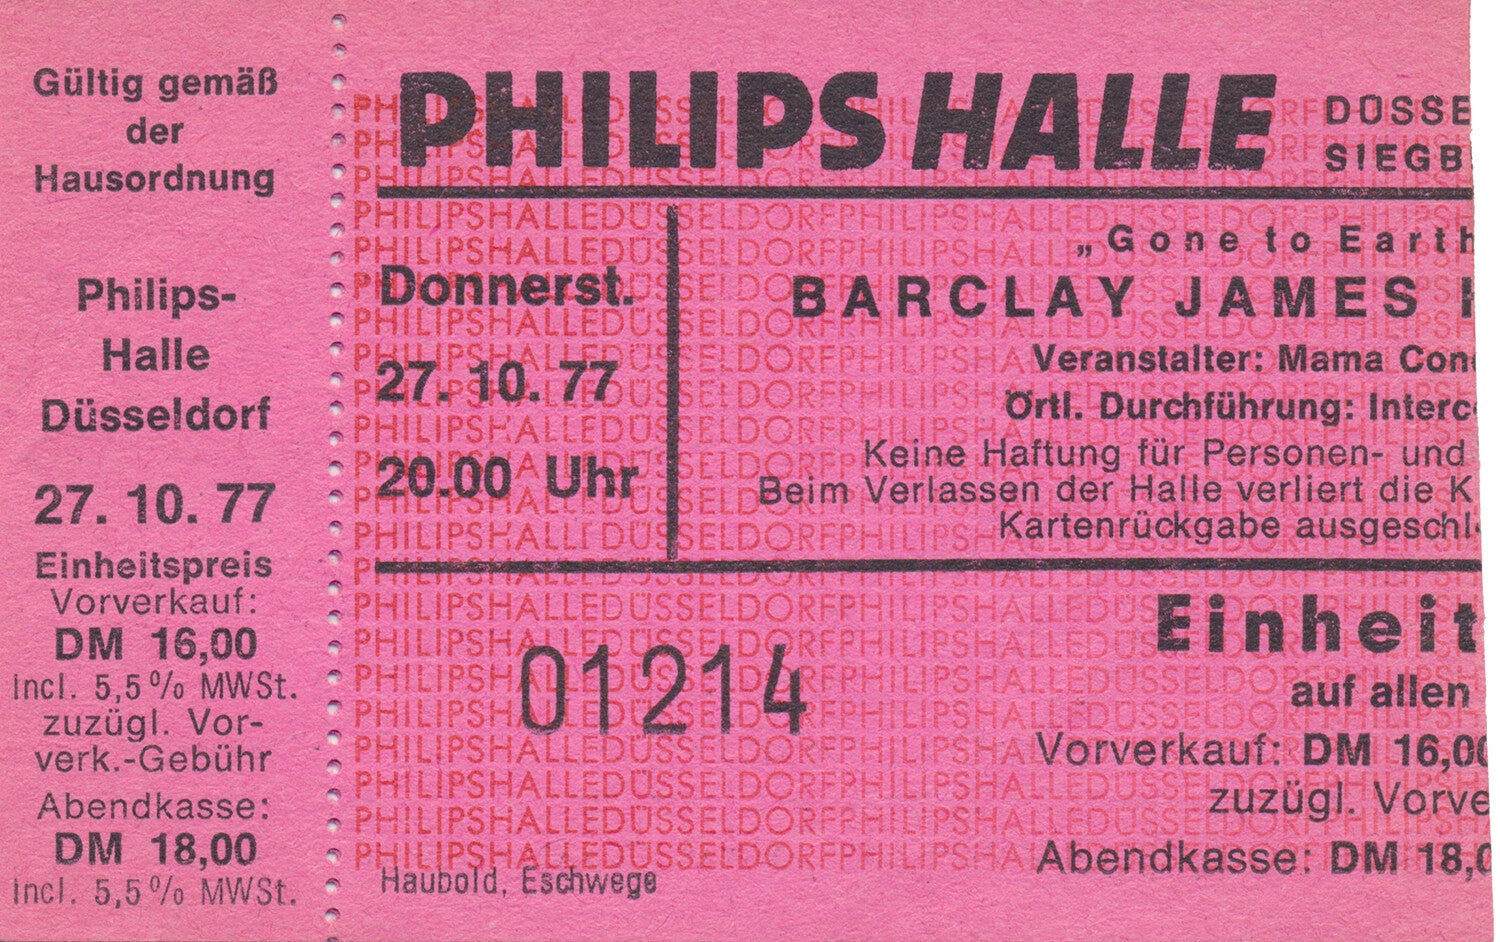 Gültig gemäß
der
Hausordnung
Philips-
Halle
Düsseldorf
27. 10. 77
Einheitspreis
Vorverkauf:
DM 16,00
Incl. 5,5% MWSt.
zuzügl. Vor-
verk.-Gebühr
Abendkasse:
DM 18,00
Incl. 5,5% MWSt.
PHILIPSHALLE
DÜSSE
SIEGB
Donnerst.
27. 10. 77
20.00 Uhr
„Gone to Earth
BARCLAY JAMES
Veranstalter: Mama Con
Örtl. Durchführung: Interc
Keine Haftung für Personen- und
Beim Verlassen der Halle verliert die K
Kartenrückgabe ausgeschl
01214
Einheit
auf allen
Vorverkauf: DM 16,00
zuzügl. Vorve
Abendkasse: DM 18,0
Haubold, Eschwege